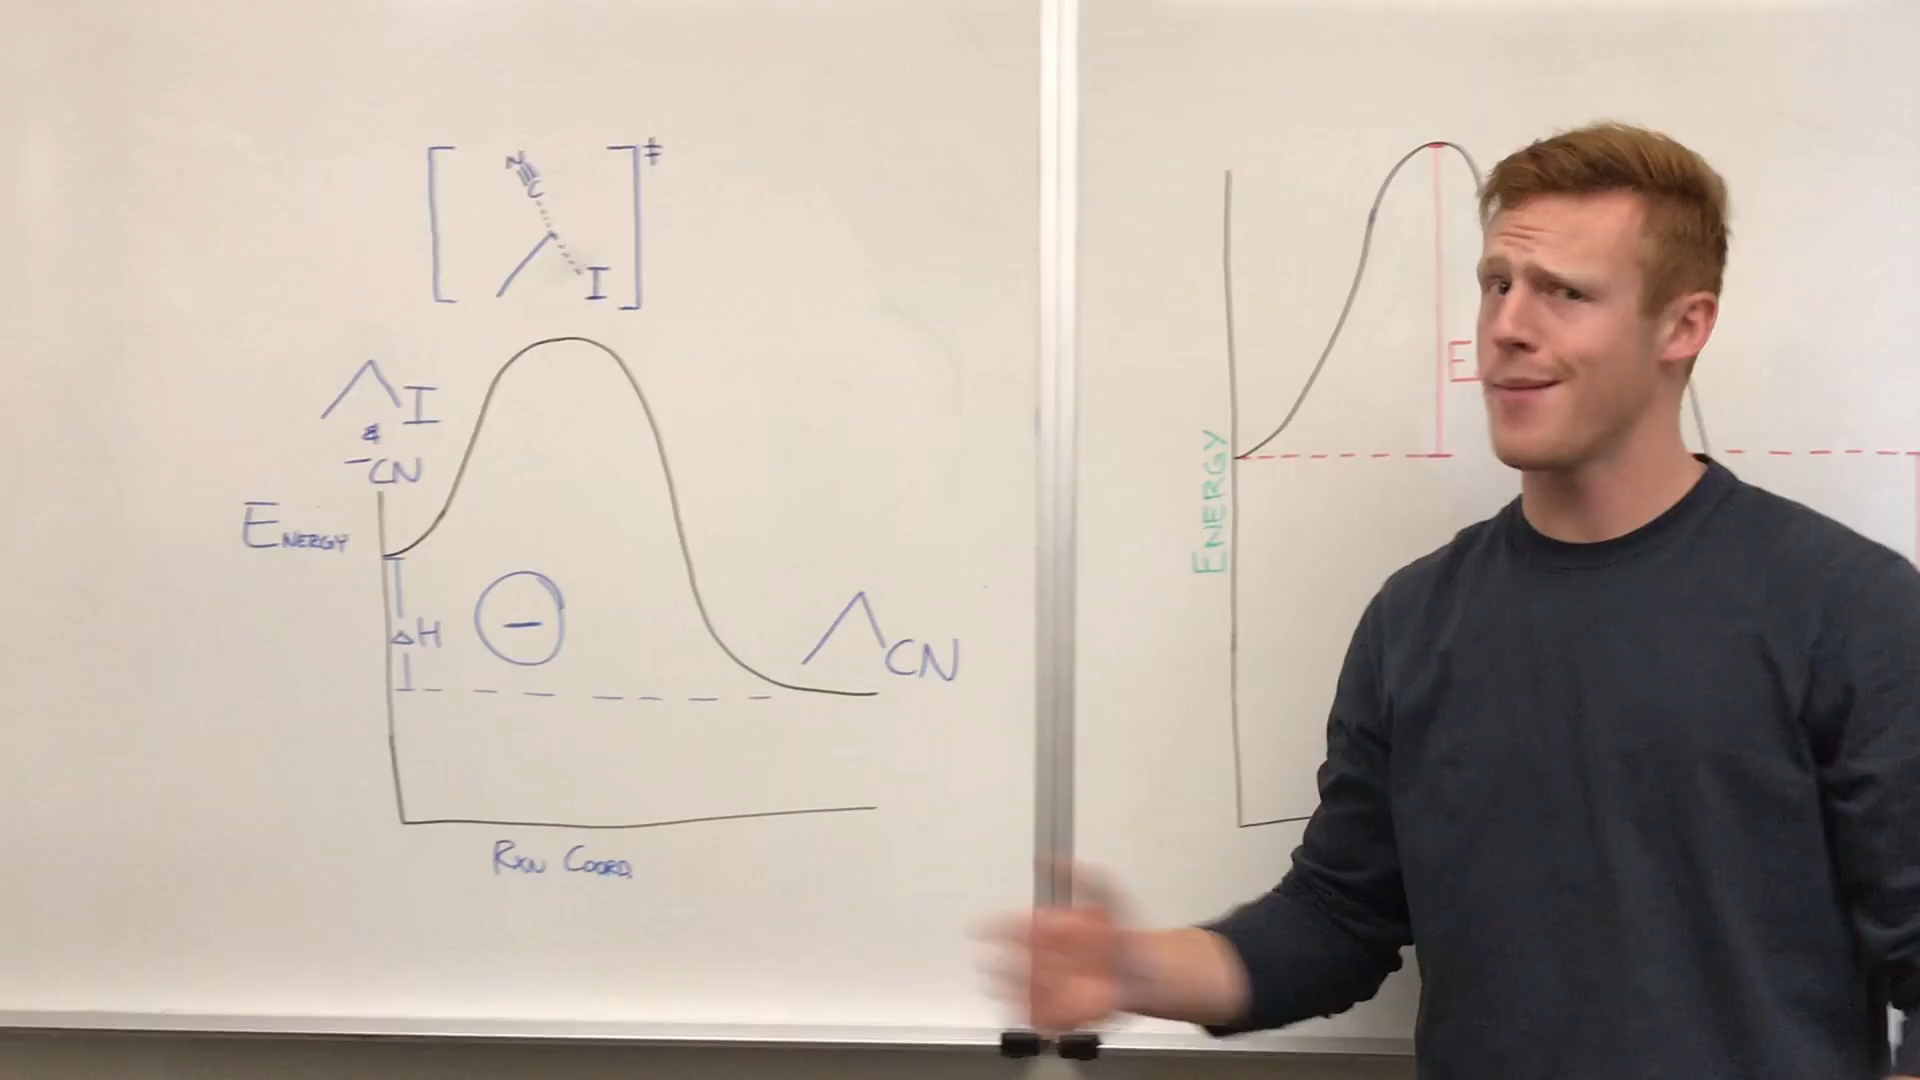 N≡C
I
‡
I
&
⁻CN
ENERGY
ΔH
−
CN
RXN COORD.
ENERGY
E